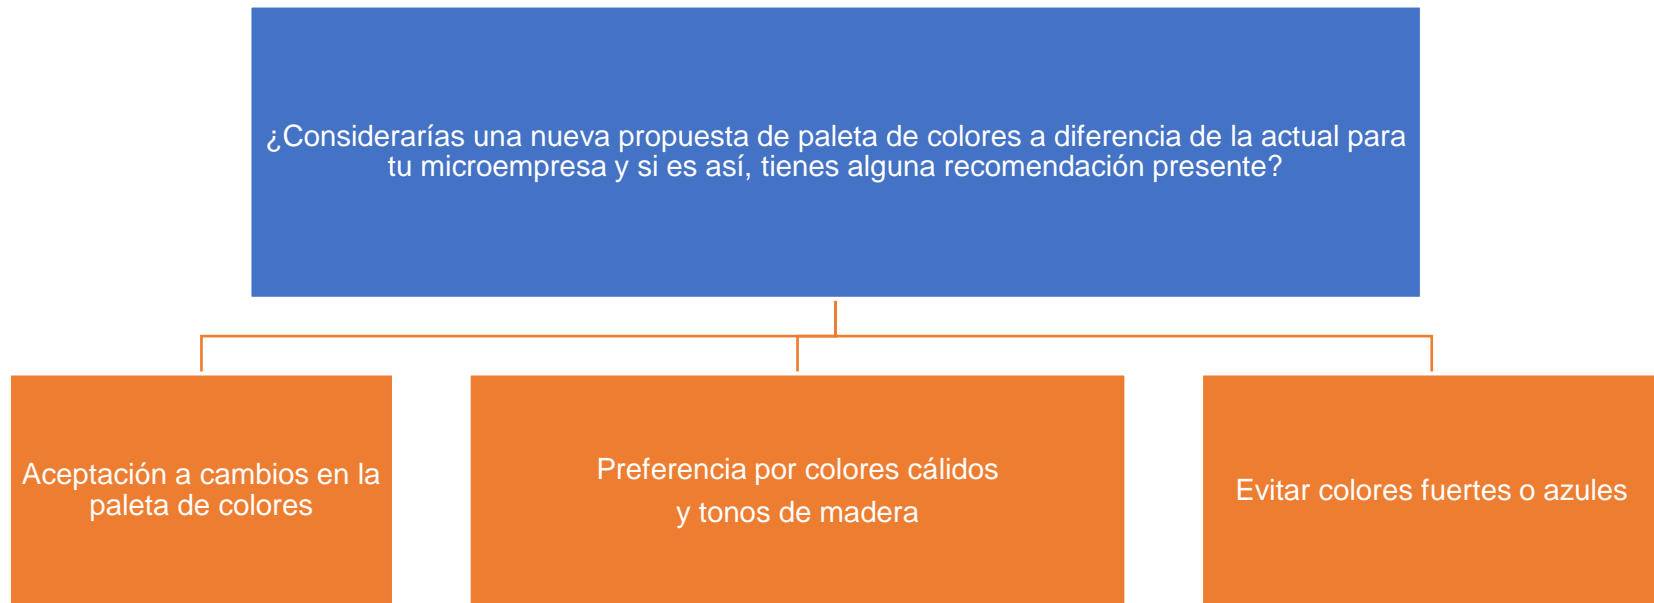 ¿Considerarías una nueva propuesta de paleta de colores a diferencia de la actual para
tu microempresa y si es así, tienes alguna recomendación presente?
Aceptación a cambios en la
paleta de colores
Preferencia por colores cálidos
y tonos de madera
Evitar colores fuertes o azules